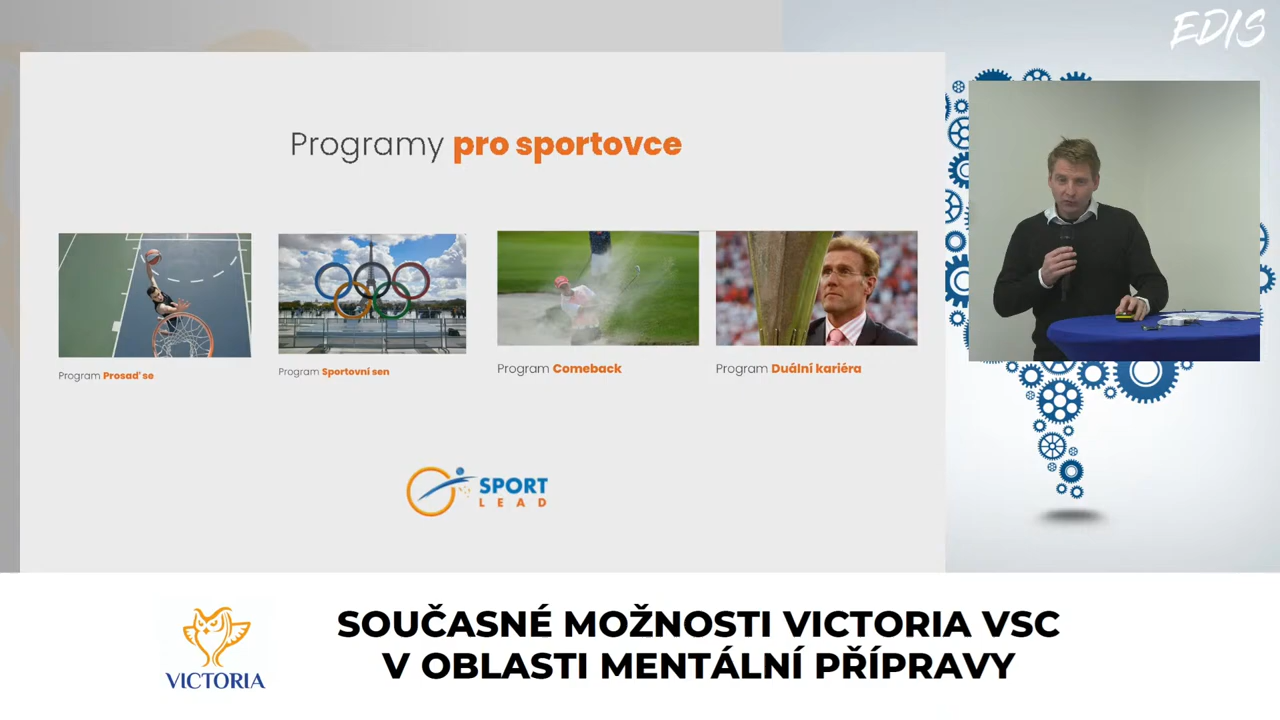 EDIS
Programy pro sportovce
Program Prosaď se
Program Sportovní sen
Program Comeback
Program Duální kariéra
SPORT
LEAD
VICTORIA
SOUČASNÉ MOŽNOSTI VICTORIA VSC
V OBLASTI MENTÁLNÍ PŘÍPRAVY